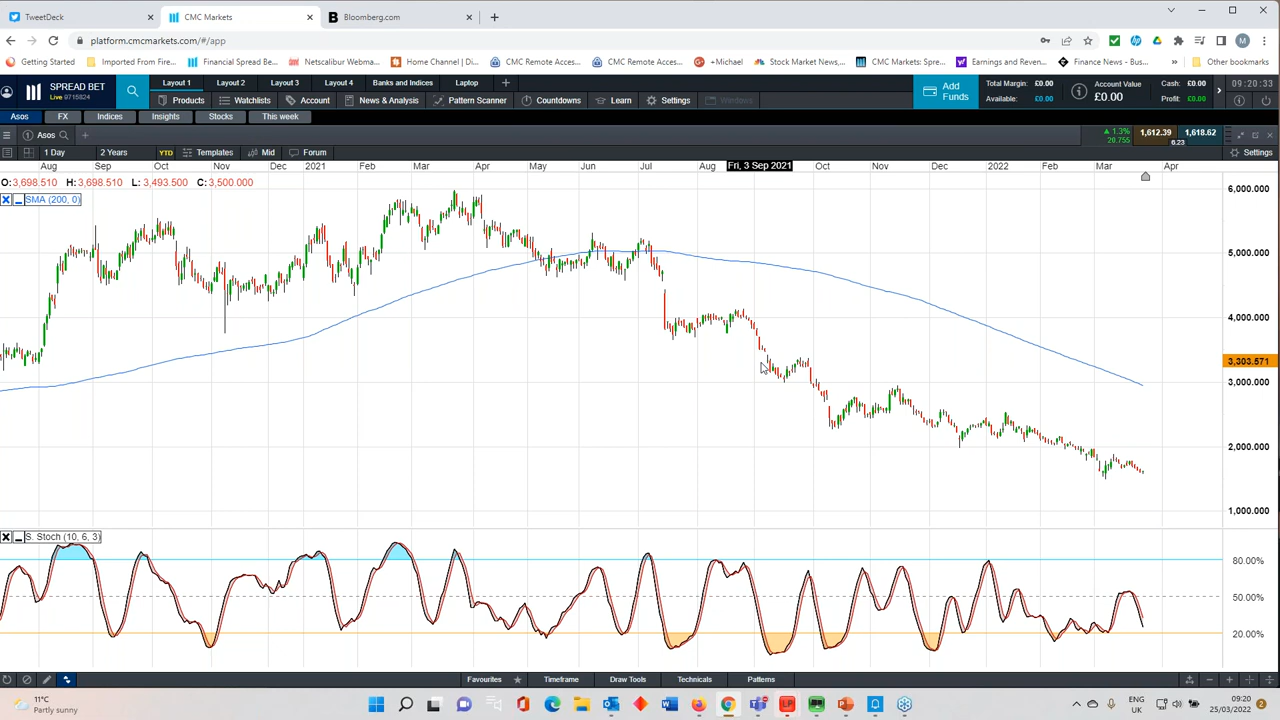 TweetDeck
CMC Markets
Bloomberg.com
platform.cmcmarkets.com/#/app
Getting Started
Imported From Fire...
Financial Spread Be...
Netscalibur Webma...
Home Channel | Di...
CMC Remote Acces...
CMC Remote Acces...
+Michael
Stock Market News,...
CMC Markets: Spre...
Earnings and Reven...
Finance News - Bus...
Other bookmarks
SPREAD BET
Live 9715824
Layout 1
Layout 2
Layout 3
Layout 4
Banks and Indices
Laptop
Products
Watchlists
Account
News & Analysis
Pattern Scanner
Countdowns
Learn
Settings
Windows
Add Funds
Total Margin: £0.00
Available: £0.00
Account Value
£0.00
Cash: £0.00
Profit: £0.00
09:20:33
Asos
FX
Indices
Insights
Stocks
This week
Asos
1.3%
20.755
1,612.39
6.23
1,618.62
1 Day
2 Years
YTD
Templates
Mid
Forum
Settings
Aug
Sep
Oct
Nov
Dec
2021
Feb
Mar
Apr
May
Jun
Jul
Aug
Fri, 3 Sep 2021
Oct
Nov
Dec
2022
Feb
Mar
Apr
O:3,698.510 H: 3,698.510 L: 3,493.500 C: 3,500.000
SMA (200, 0)
6,000.000
5,000.000
4,000.000
3,303.571
3,000.000
2,000.000
1,000.000
S. Stoch (10, 6, 3)
80.00%
50.00%
20.00%
Favourites
Timeframe
Draw Tools
Technicals
Patterns
11°C
Partly sunny
ENG
UK
09:20
25/03/2022